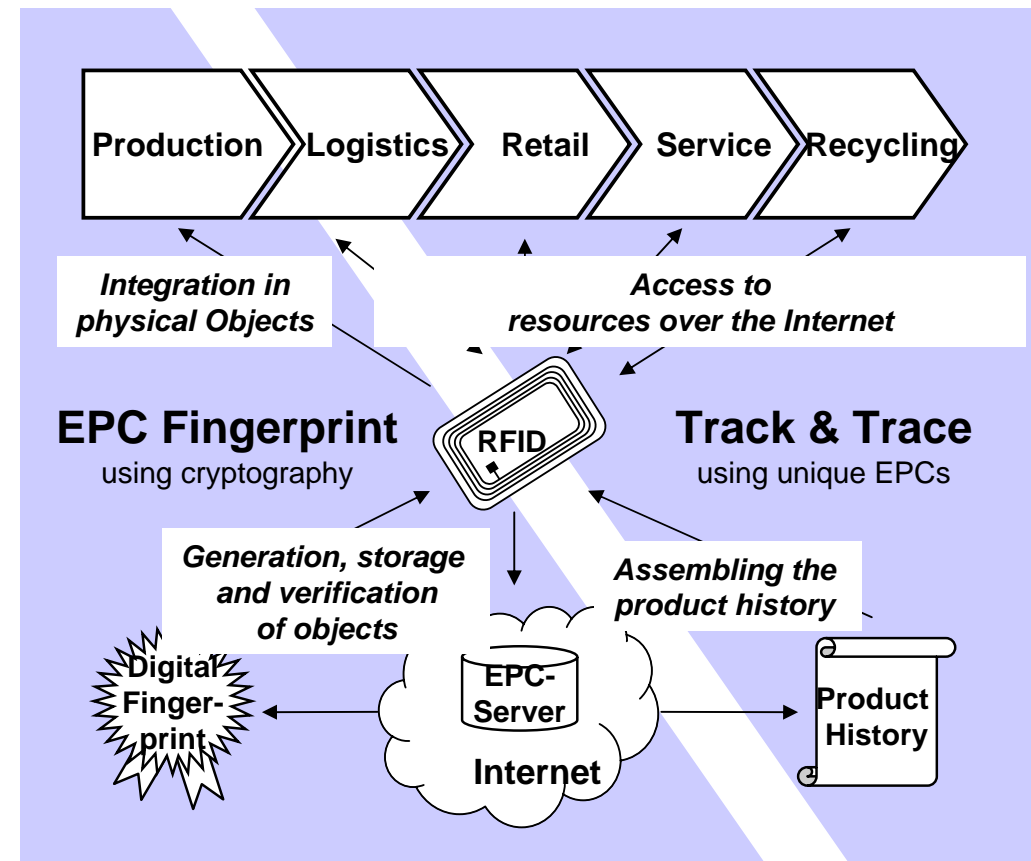 Production
Logistics
Retail
Service
Recycling
Integration in
physical Objects
Access to
resources over the Internet
EPC Fingerprint
using cryptography
RFID
Track & Trace
using unique EPCs
Generation, storage
and verification
of objects
Assembling the
product history
Digital
Finger-
print
EPC-
Server
Internet
Product
History